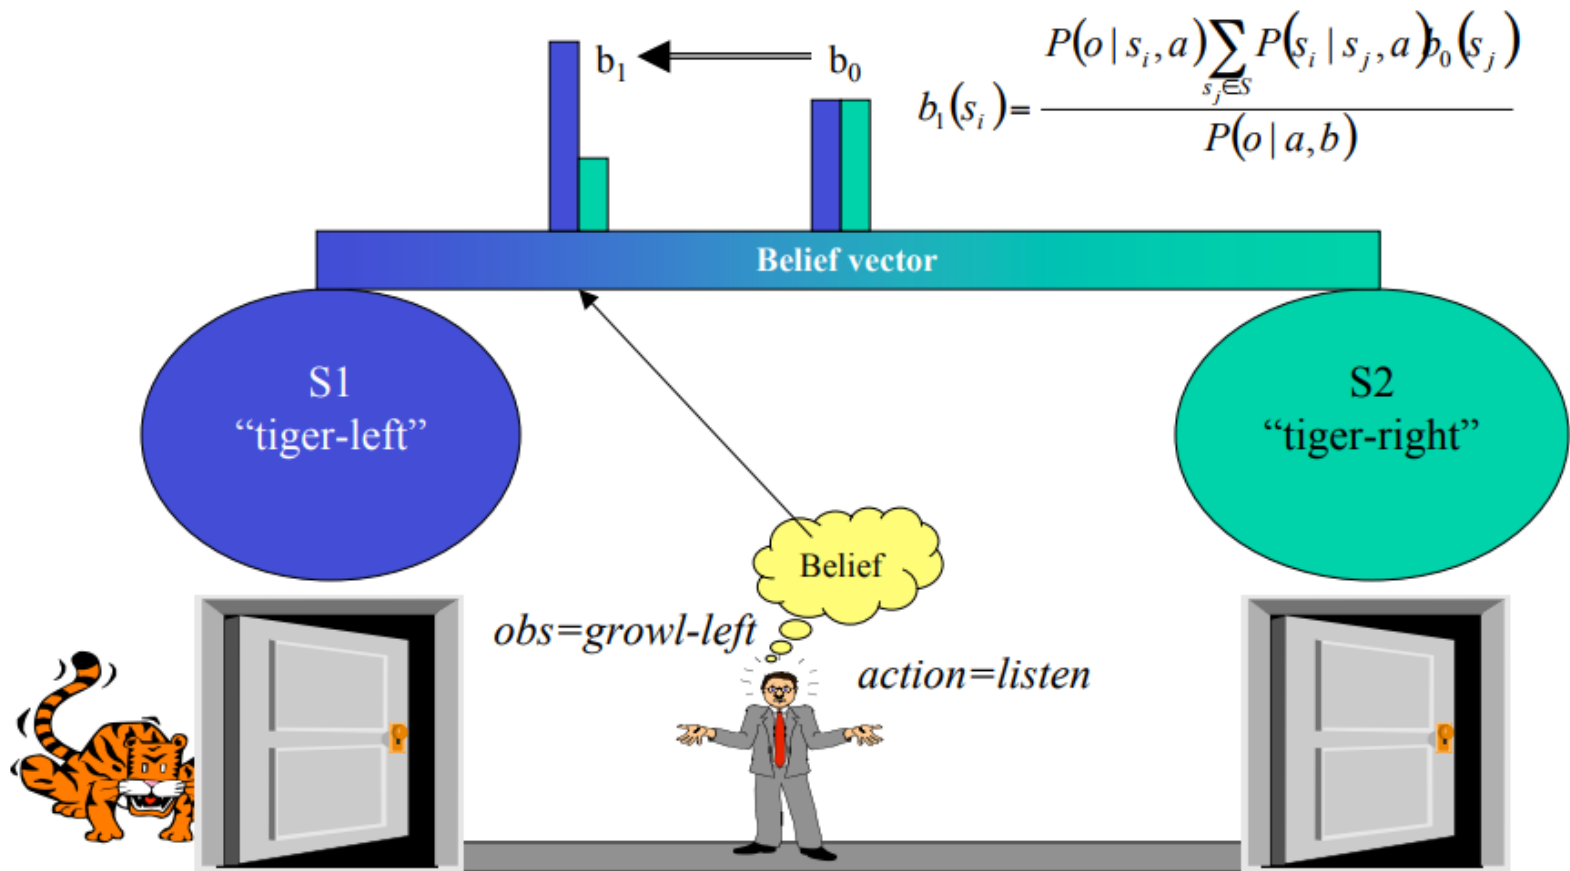 b₁ b₀
b₁(sᵢ) = P(o | sᵢ, a) ∑ sⱼ∈S P(sᵢ | sⱼ, a) b₀(sⱼ)
P(o | a, b)
Belief vector
S1
“tiger-left”
S2
“tiger-right”
Belief
obs=growl-left
action=listen